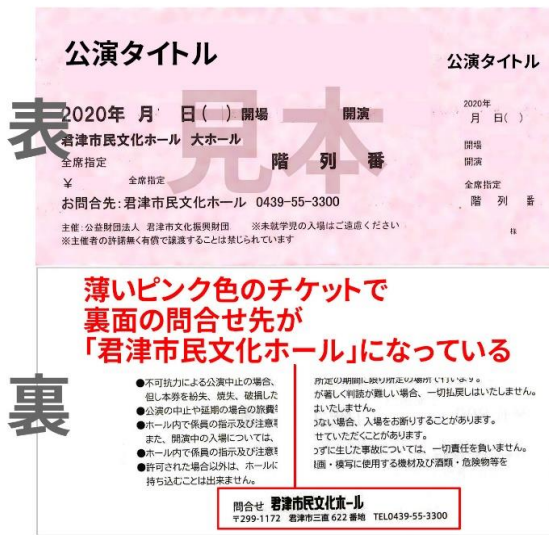 公演タイトル
公演タイトル
表
見本
2020年 月 日( ) 開場 開演
君津市民文化ホール 大ホール
全席指定
階 列 番
¥ 全席指定
お問合先:君津市民文化ホール 0439-55-3300
主催:公益財団法人 君津市文化振興財団 ※未就学児の入場はご遠慮ください
※主催者の許諾無く有償で譲渡することは禁じられています
2020年
月 日( )
開場
開演
全席指定
階 列 番
様
薄いピンク色のチケットで
裏面の問合せ先が
「君津市民文化ホール」になっている
裏
●不可抗力による公演中止の場合、
所定の期間に限り所定の場所で行います。
但し本券を紛失、焼失、破損した
が著しく判読が難しい場合、一切払戻しはいたしません。
●公演の中止や延期の場合の旅費等
はいたしません。
●ホール内で係員の指示及び注意事
ない場合、入場をお断りすることがあります。
また、開演中の入場については、
せていただくことがあります。
●ホール内で係員の指示及び注意事
わずに生じた事故については、一切責任を負いません。
●許可された場合以外は、ホールに
録画・模写に使用する機材及び酒類・危険物等を
持ち込むことは出来ません。
問合せ 君津市民文化ホール
〒299-1172 君津市三直622番地 TEL0439-55-3300